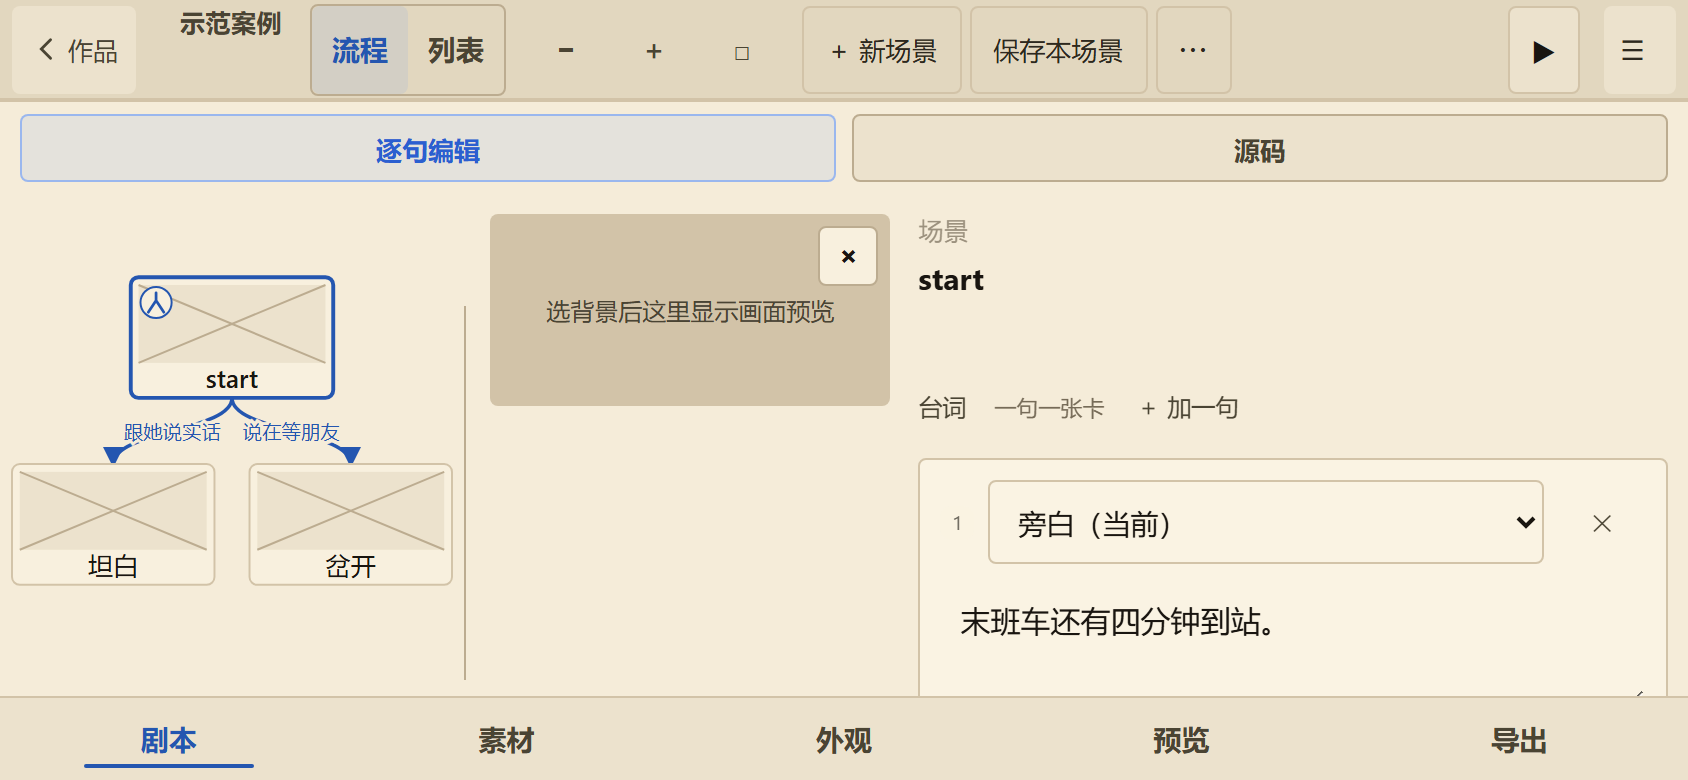 作品
示范案例
流程
列表
− + □
+ 新场景
保存本场景
⋯
▶
☰
逐句编辑
源码
start
跟她说实话
说在等朋友
坦白
岔开
×
选背景后这里显示画面预览
场景
start
台词 一句一张卡 + 加一句
1 旁白（当前） ×
末班车还有四分钟到站。
剧本
素材
外观
预览
导出